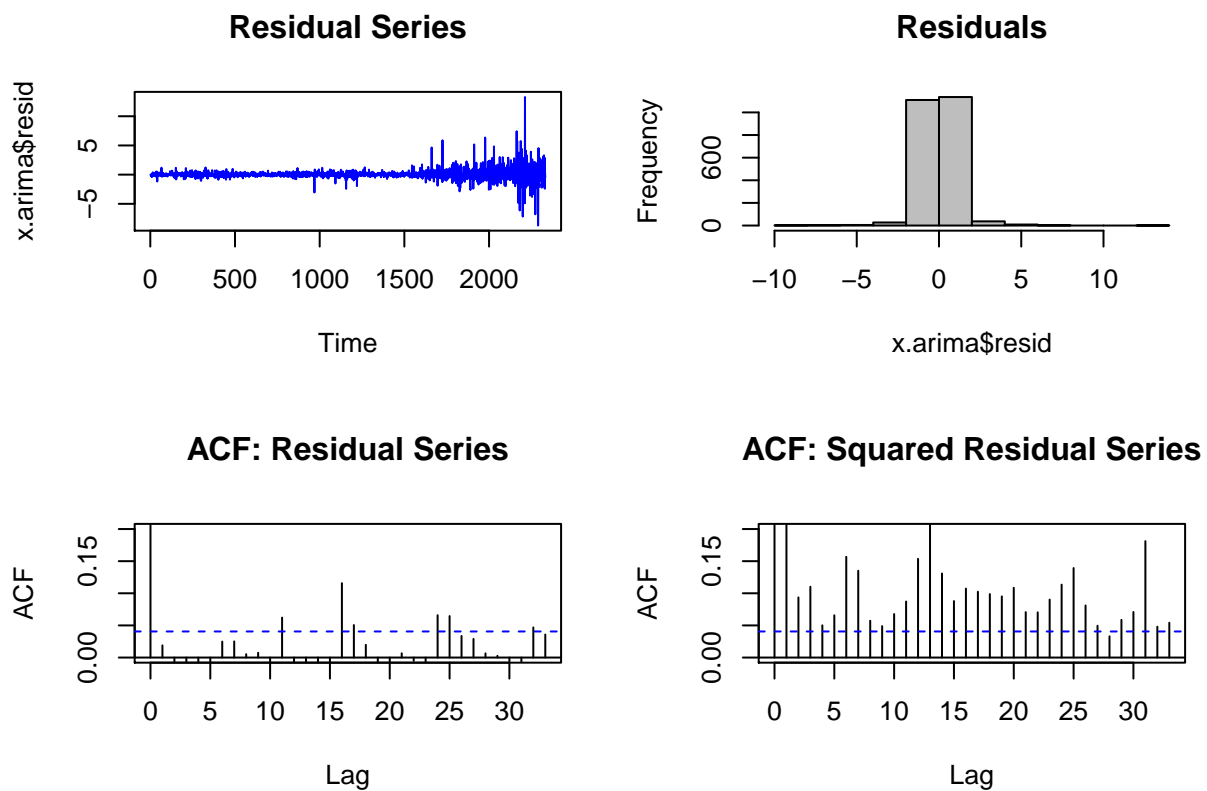 Residual Series
x.arima$resid
5
−5
0 500 1000 1500 2000
Time
Residuals
Frequency
600
0
−10 −5 0 5 10
x.arima$resid
ACF: Residual Series
ACF
0.15
0.00
0 5 10 15 20 25 30
Lag
ACF: Squared Residual Series
ACF
0.15
0.00
0 5 10 15 20 25 30
Lag